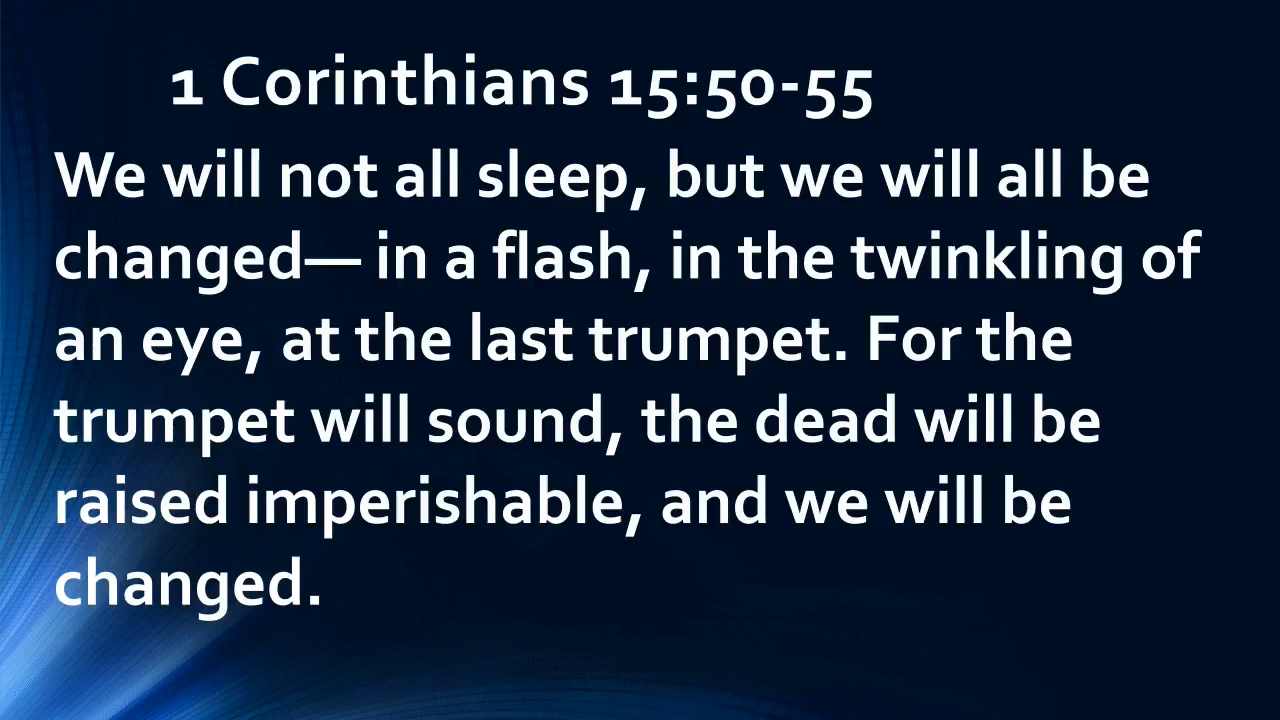 1 Corinthians 15:50-55
We will not all sleep, but we will all be
changed— in a flash, in the twinkling of
an eye, at the last trumpet. For the
trumpet will sound, the dead will be
raised imperishable, and we will be
changed.